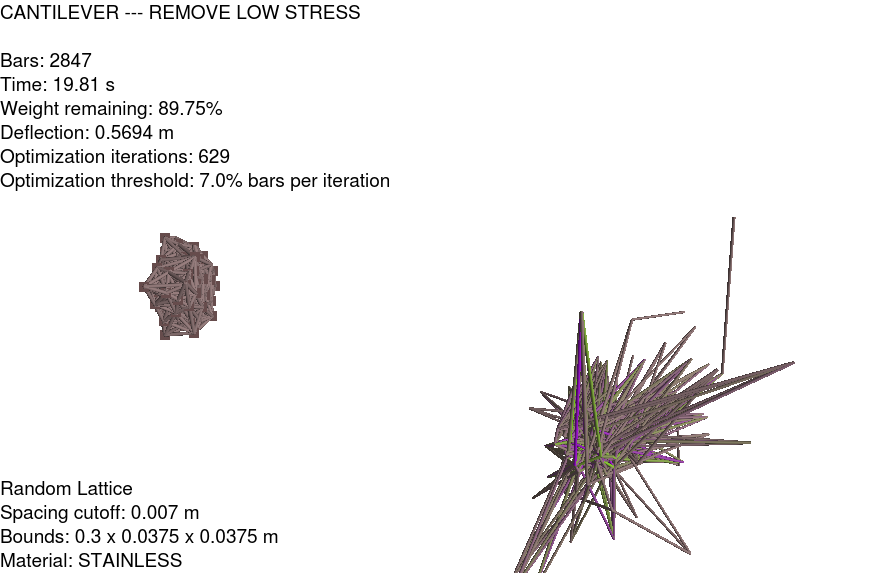 CANTILEVER --- REMOVE LOW STRESS
Bars: 2847
Time: 19.81 s
Weight remaining: 89.75%
Deflection: 0.5694 m
Optimization iterations: 629
Optimization threshold: 7.0% bars per iteration
Random Lattice
Spacing cutoff: 0.007 m
Bounds: 0.3 x 0.0375 x 0.0375 m
Material: STAINLESS